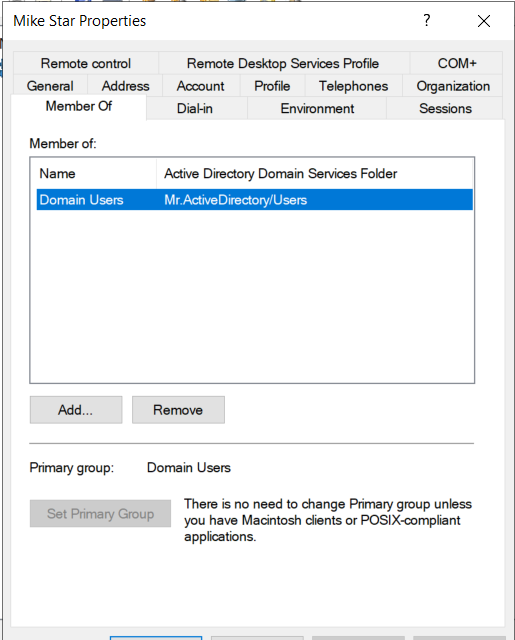 Mike Star Properties
?
Remote control Remote Desktop Services Profile COM+
General Address Account Profile Telephones Organization
Member Of Dial-in Environment Sessions
Member of:
Name Active Directory Domain Services Folder
Domain Users Mr.ActiveDirectory/Users
Add... Remove
Primary group: Domain Users
Set Primary Group
There is no need to change Primary group unless
you have Macintosh clients or POSIX-compliant
applications.